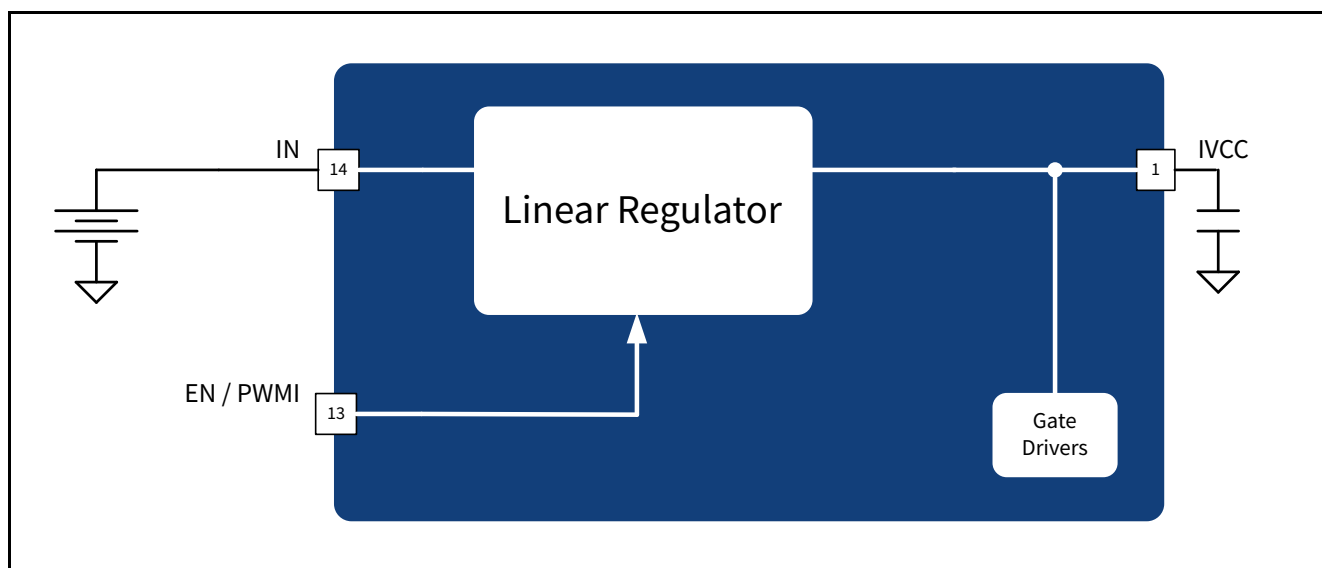 IN
14
Linear Regulator
1
IVCC
EN / PWMI
13
Gate
Drivers